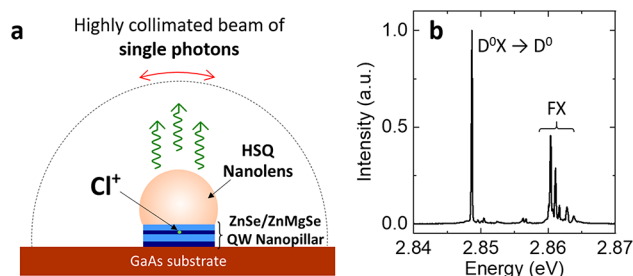 a
Highly collimated beam of
single photons
HSQ
Nanolens
Cl⁺
ZnSe/ZnMgSe
QW Nanopillar
GaAs substrate
b
D⁰X → D⁰
FX
Intensity (a.u.)
1.0
0.5
0.0
2.84 2.85 2.86 2.87
Energy (eV)